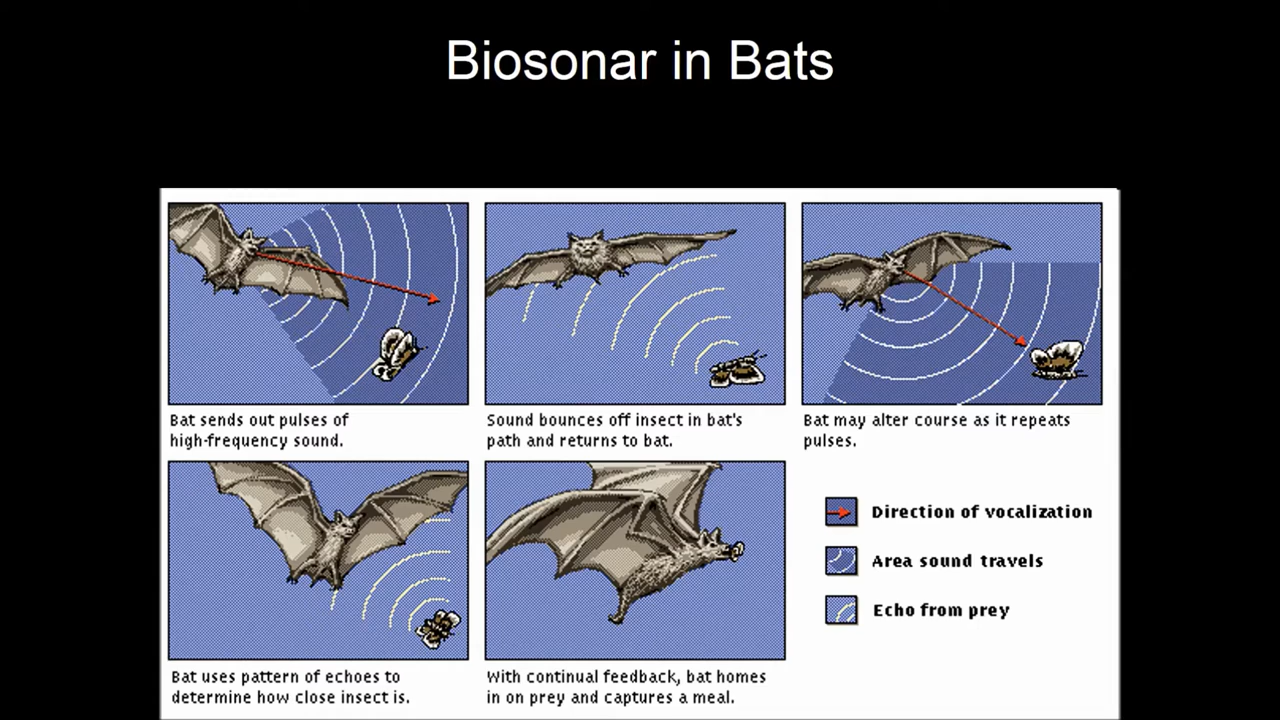 Biosonar in Bats
Bat sends out pulses of
high-frequency sound.
Sound bounces off insect in bat's
path and returns to bat.
Bat may alter course as it repeats
pulses.
Bat uses pattern of echoes to
determine how close insect is.
With continual feedback, bat homes
in on prey and captures a meal.
Direction of vocalization
Area sound travels
Echo from prey